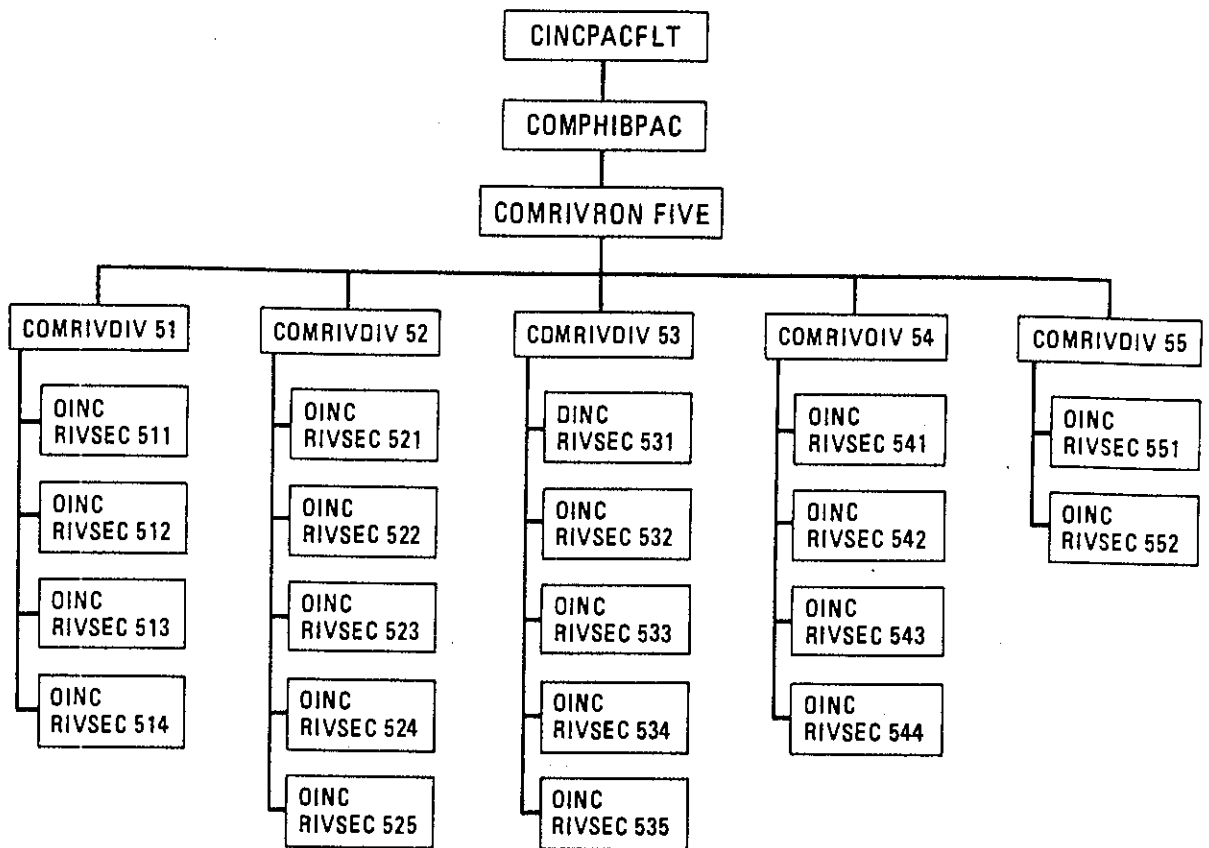 CINCPACFLT
COMPHIBPAC
COMRIVRON FIVE
COMRIVDIV 51
OINC
RIVSEC 511
OINC
RIVSEC 512
OINC
RIVSEC 513
OINC
RIVSEC 514
COMRIVDIV 52
OINC
RIVSEC 521
OINC
RIVSEC 522
OINC
RIVSEC 523
OINC
RIVSEC 524
OINC
RIVSEC 525
CDMRIVDIV 53
DINC
RIVSEC 531
OINC
RIVSEC 532
OINC
RIVSEC 533
OINC
RIVSEC 534
OINC
RIVSEC 535
COMRIVOIV 54
OINC
RIVSEC 541
OINC
RIVSEC 542
OINC
RIVSEC 543
OINC
RIVSEC 544
COMRIVDIV 55
OINC
RIVSEC 551
OINC
RIVSEC 552